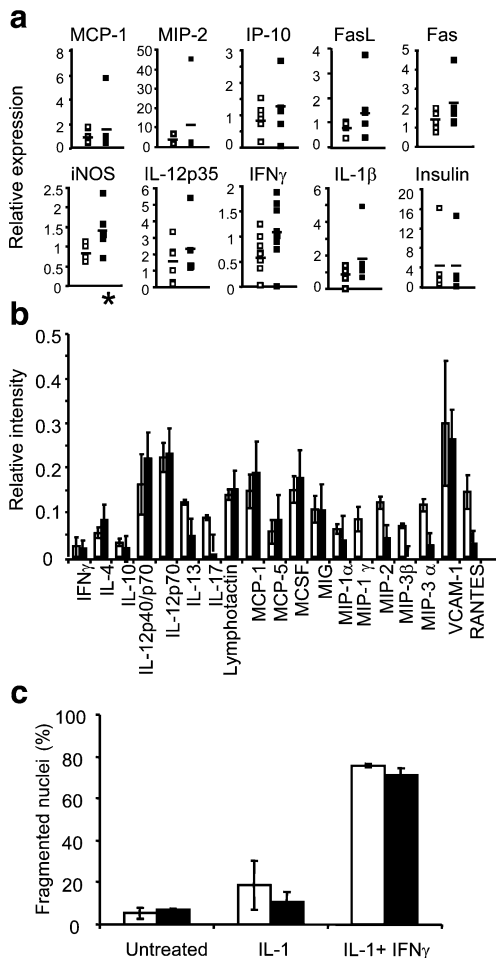 a
MCP-1 MIP-2 IP-10 FasL Fas
8 6 4 2 0
50 40 30 20 10 0
3 2 1 0
4 3 2 1 0
5 4 3 2 1 0
Relative expression
iNOS IL-12p35 IFNγ IL-1β Insulin
2.5 2 1.5 1 0.5 0
6 5 4 3 2 1 0
2 1.5 1 0.5 0
6 4 2 0
20 16 12 8 4 0
*
b
Relative intensity
0.5
0.4
0.3
0.2
0.1
0
IFNγ
IL-4
IL-10
IL-12p40/p70
IL-12p70
IL-13
IL-17
Lymphotactin
MCP-1
MCP-5
MCSF
MIG
MIP-1α
MIP-1 γ
MIP-2
MIP-3β
MIP-3 α
VCAM-1
RANTES
c
Fragmented nuclei (%)
100
80
60
40
20
0
Untreated IL-1 IL-1+ IFNγ